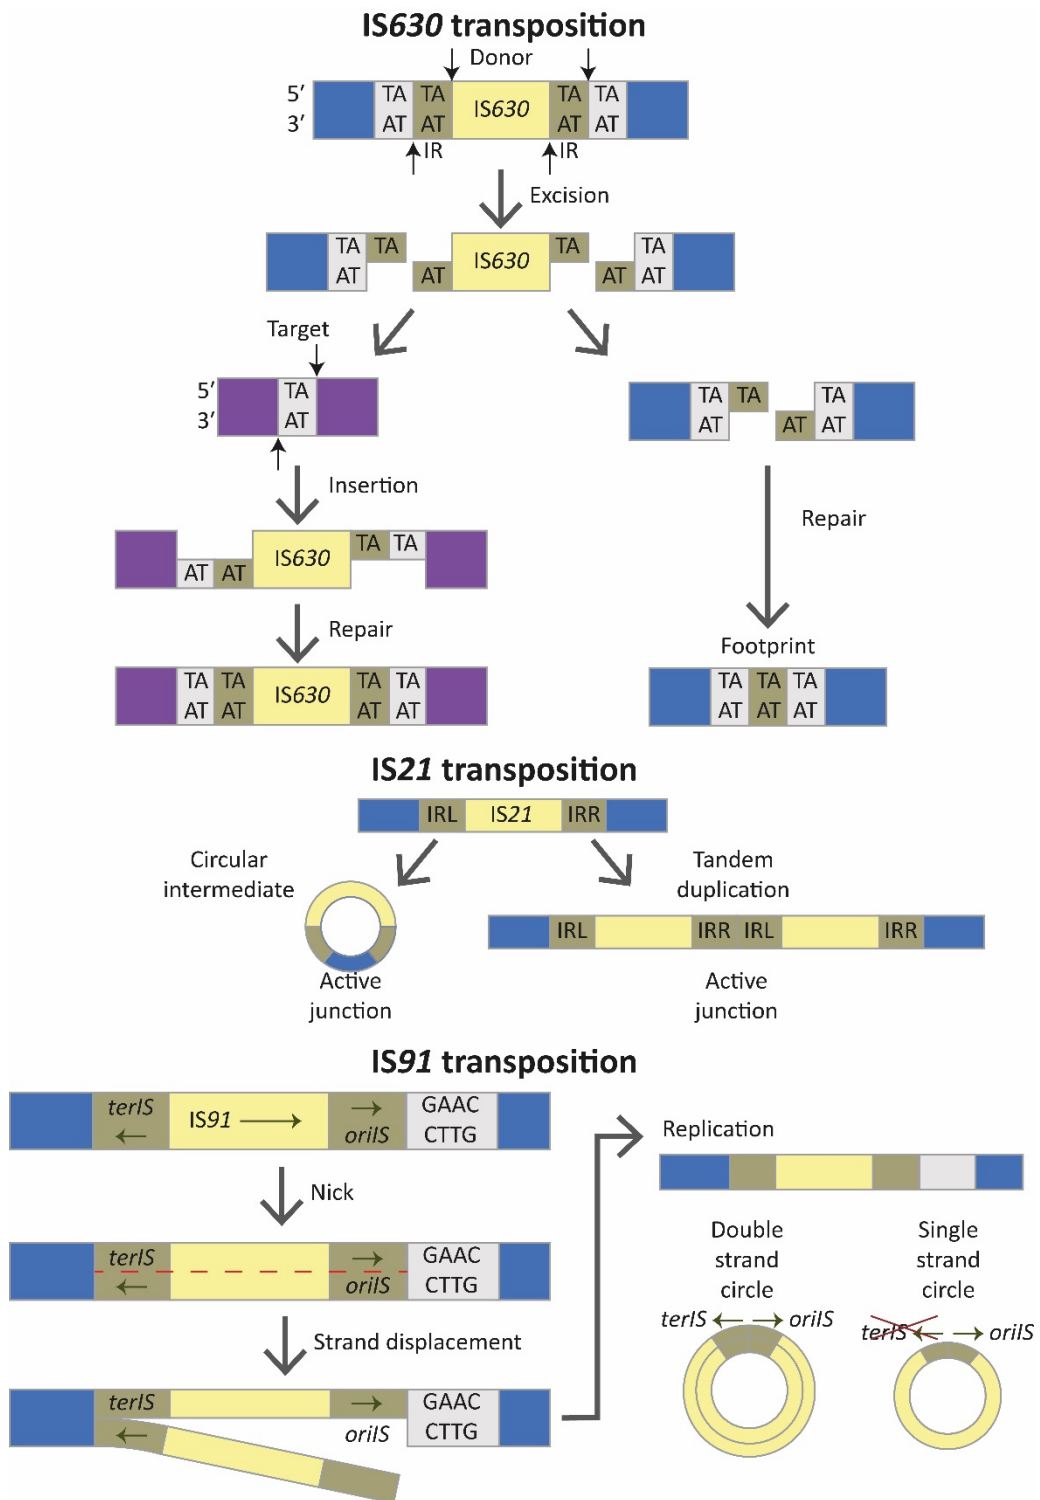 IS630 transposition
Donor
5′ TA TA IS630 TA TA
3′ AT AT AT AT
IR IR
Excision
TA TA IS630 TA TA
AT AT AT AT
Target
5′ TA
3′ AT
TA TA TA
AT AT AT
Insertion
Repair
IS630 TA TA
AT AT
Repair
Footprint
TA TA IS630 TA TA
AT AT AT AT
TA TA TA
AT AT AT
IS21 transposition
IRL IS21 IRR
Circular
intermediate
Tandem
duplication
IRL IRR IRL IRR
Active
junction
Active
junction
IS91 transposition
terIS IS91 GAAC
oriIS CTTG
Nick
terIS GAAC
oriIS CTTG
Strand displacement
terIS GAAC
oriIS CTTG
Replication
Double
strand
circle
Single
strand
circle
terIS oriIS
terIS oriIS